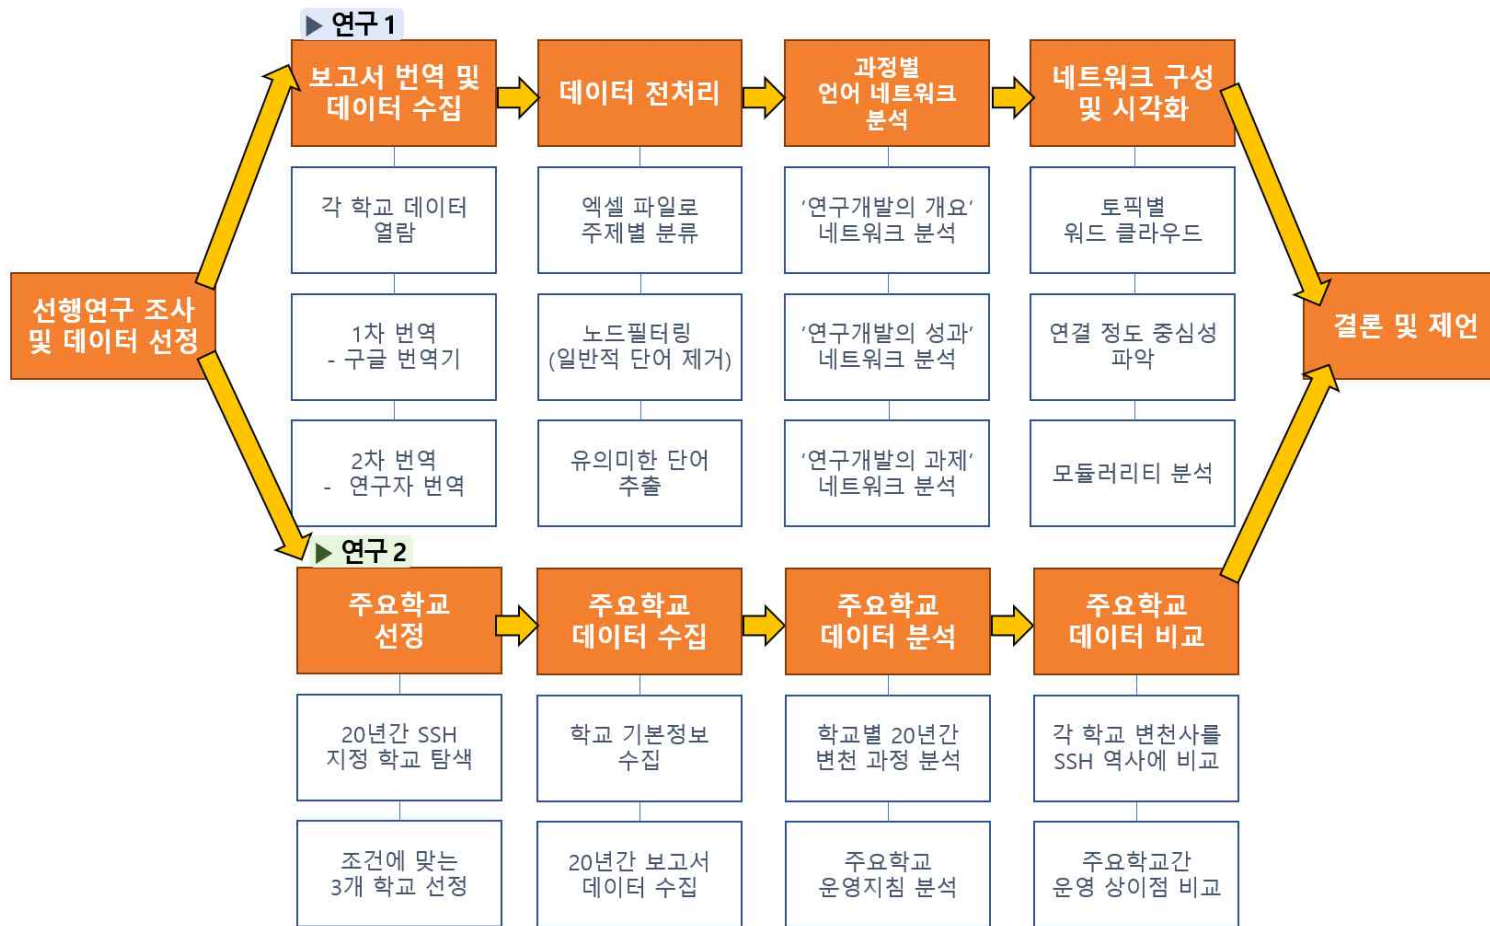 ▶ 연구 1
보고서 번역 및
데이터 수집
데이터 전처리
과정별
언어 네트워크
분석
네트워크 구성
및 시각화
각 학교 데이터
열람
엑셀 파일로
주제별 분류
‘연구개발의 개요‘
네트워크 분석
토픽별
워드 클라우드
선행연구 조사
및 데이터 선정
1차 번역
- 구글 번역기
노드필터링
(일반적 단어 제거)
‘연구개발의 성과‘
네트워크 분석
연결 정도 중심성
파악
결론 및 제언
2차 번역
- 연구자 번역
유의미한 단어
추출
‘연구개발의 과제‘
네트워크 분석
모듈러리티 분석
▶ 연구 2
주요학교
선정
주요학교
데이터 수집
주요학교
데이터 분석
주요학교
데이터 비교
20년간 SSH
지정 학교 탐색
학교 기본정보
수집
학교별 20년간
변천 과정 분석
각 학교 변천사를
SSH 역사에 비교
조건에 맞는
3개 학교 선정
20년간 보고서
데이터 수집
주요학교
운영지침 분석
주요학교간
운영 상이점 비교